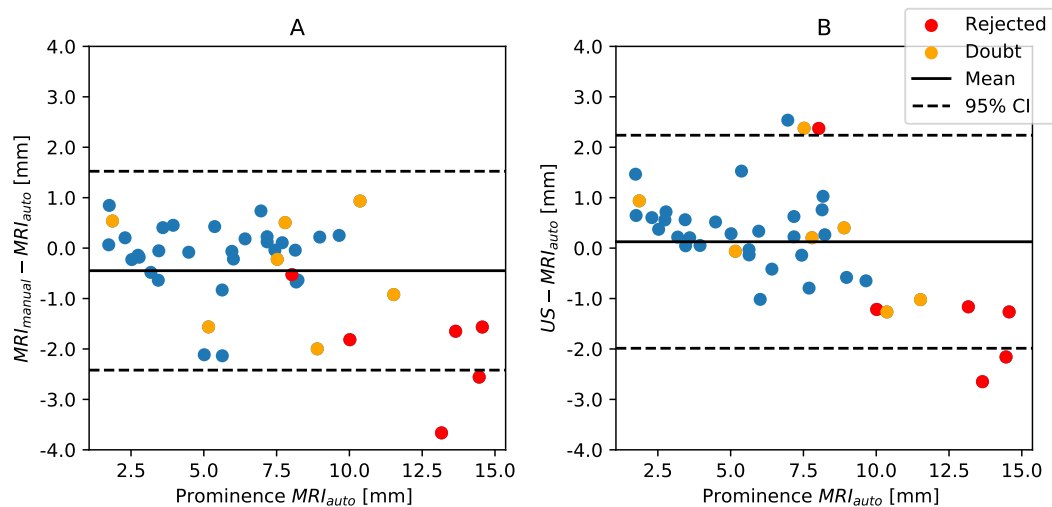 A
4.0
3.0
2.0
1.0
0.0
-1.0
-2.0
-3.0
-4.0
MRI_manual − MRI_auto [mm]
2.5 5.0 7.5 10.0 12.5 15.0
Prominence MRI_auto [mm]
B
4.0
3.0
2.0
1.0
0.0
-1.0
-2.0
-3.0
-4.0
US − MRI_auto [mm]
2.5 5.0 7.5 10.0 12.5 15.0
Prominence MRI_auto [mm]
Rejected
Doubt
Mean
95% CI